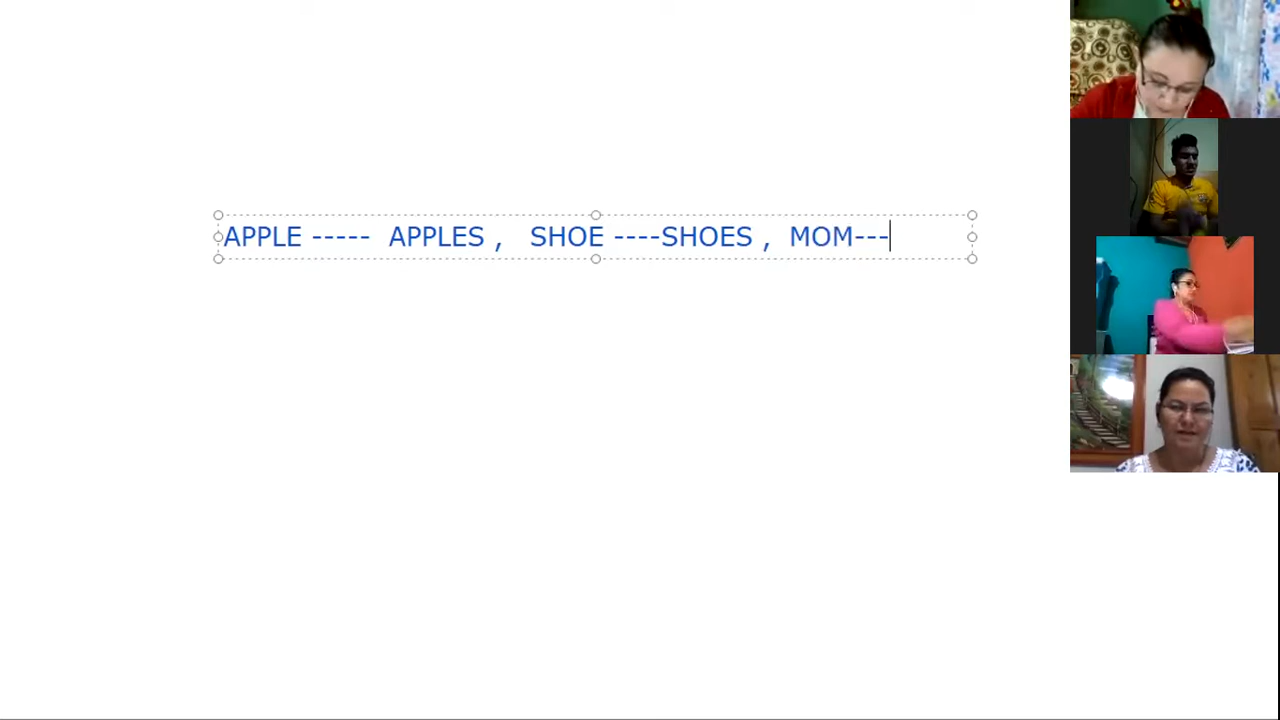 APPLE ----- APPLES , SHOE ----SHOES , MOM---